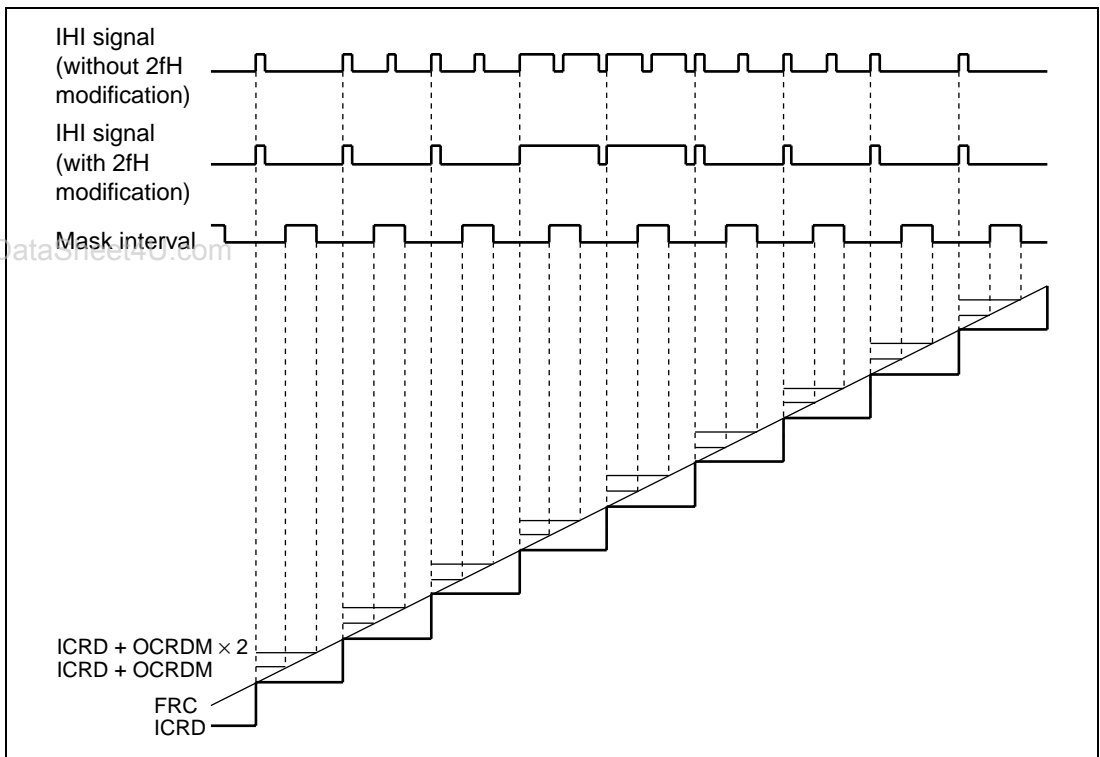 IHI signal
(without 2fH
modification)
IHI signal
(with 2fH
modification)
Mask interval
DataSheet4U.com
ICRD + OCRDM × 2
ICRD + OCRDM
FRC
ICRD